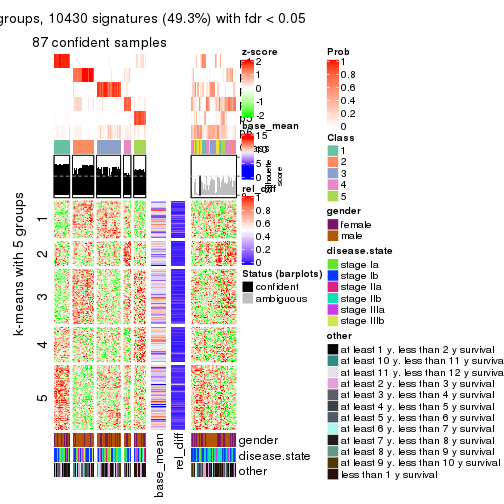 groups, 10430 signatures (49.3%) with fdr < 0.05
87 confident samples
k-means with 5 groups
1
2
3
4
5
gender
disease.state
other
base_mean
rel_diff
z-score
2
1
0
-1
-2
base_mean
15
10
5
0
rel_diff
1
0.8
0.6
0.4
0.2
0
Silhouette
score
Status (barplots)
confident
ambiguous
Prob
1
0.8
0.6
0.4
0.2
0
Class
1
2
3
4
5
gender
female
male
disease.state
stage Ia
stage Ib
stage IIa
stage IIb
stage IIIa
stage IIIb
other
at least 1 y. less than 2 y surviva
at least 10 y. less than 11 y surviva
at least 11 y. less than 12 y surviva
at least 2 y. less than 3 y survival
at least 3 y. less than 4 y survival
at least 4 y. less than 5 y survival
at least 5 y. less than 6 y survival
at least 6 y. less than 7 y survival
at least 7 y. less than 8 y survival
at least 8 y. less than 9 y survival
at least 9 y. less than 10 y surviva
less than 1 y survival